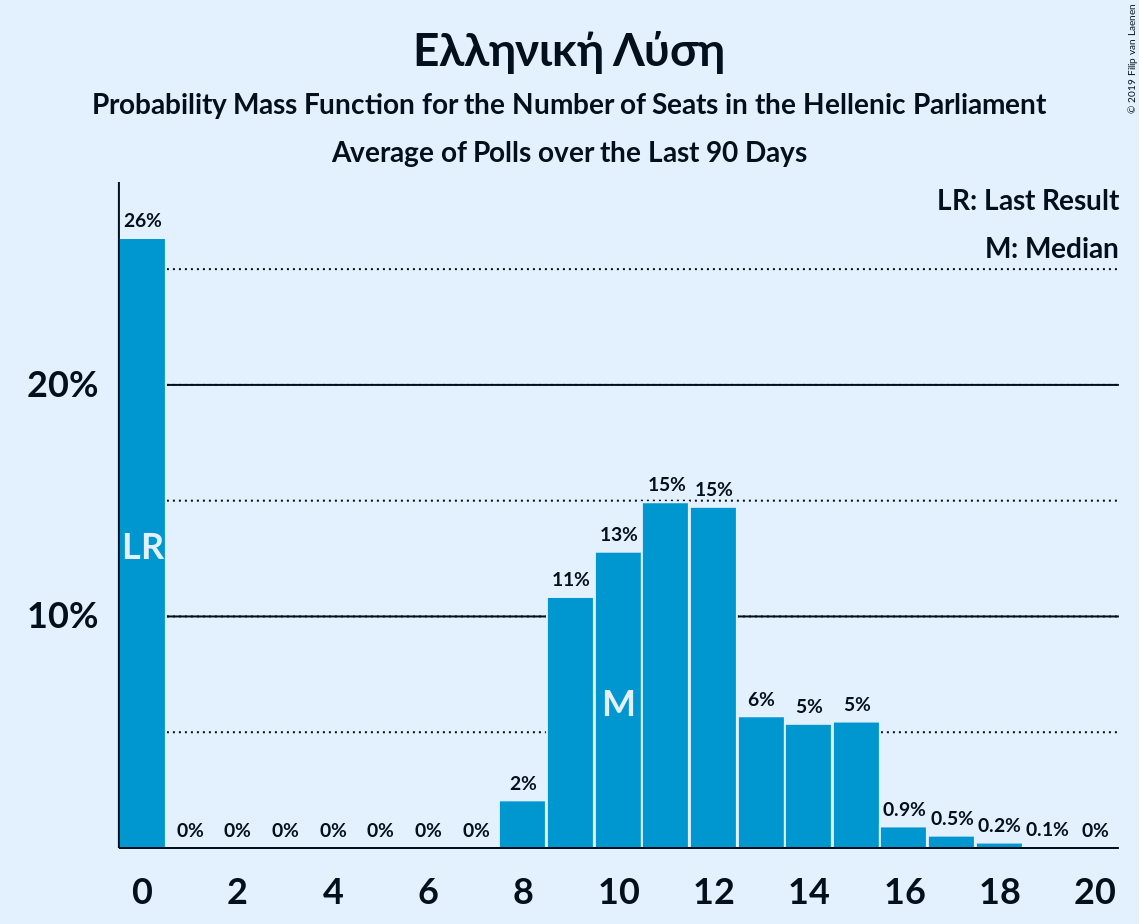 Ελληνική Λύση
Probability Mass Function for the Number of Seats in the Hellenic Parliament
Average of Polls over the Last 90 Days
© 2019 Filip van Laenen
LR: Last Result
M: Median
26%
20%
15% 15%
13%
LR
11%
10%
M
6% 5% 5%
2%
0% 0% 0% 0% 0% 0% 0% 0.9% 0.5% 0.2% 0.1% 0%
0 2 4 6 8 10 12 14 16 18 20